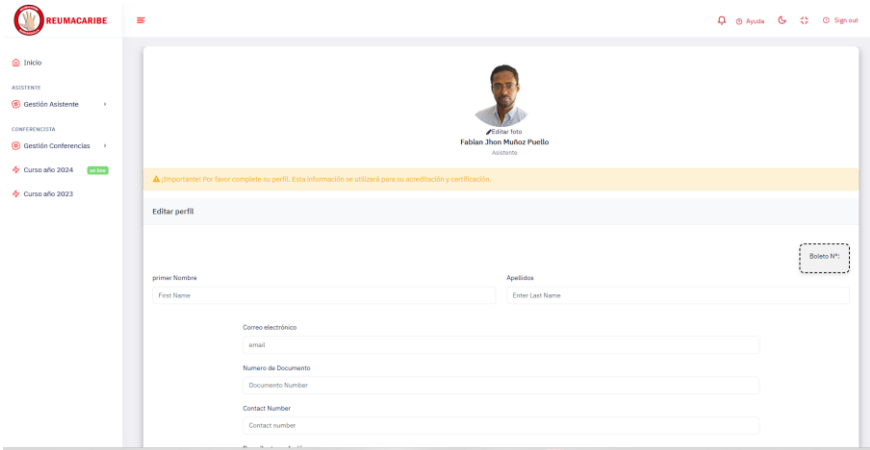 REUMACARIBE
Ayuda
Sign out
Inicio
ASISTENTE
Gestión Asistente
CONFERENCISTA
Gestión Conferencias
Curso año 2024
Curso año 2023
Editar foto
Fabian Jhon Muñoz Puello
Asistente
¡Importante! Por favor complete su perfil. Esta información se utilizará para su acreditación y certificación.
Editar perfil
Boleto N°:
primer Nombre
Apellidos
First Name
Enter Last Name
Correo electrónico
email
Numero de Documento
Documento Number
Contact Number
Contact number